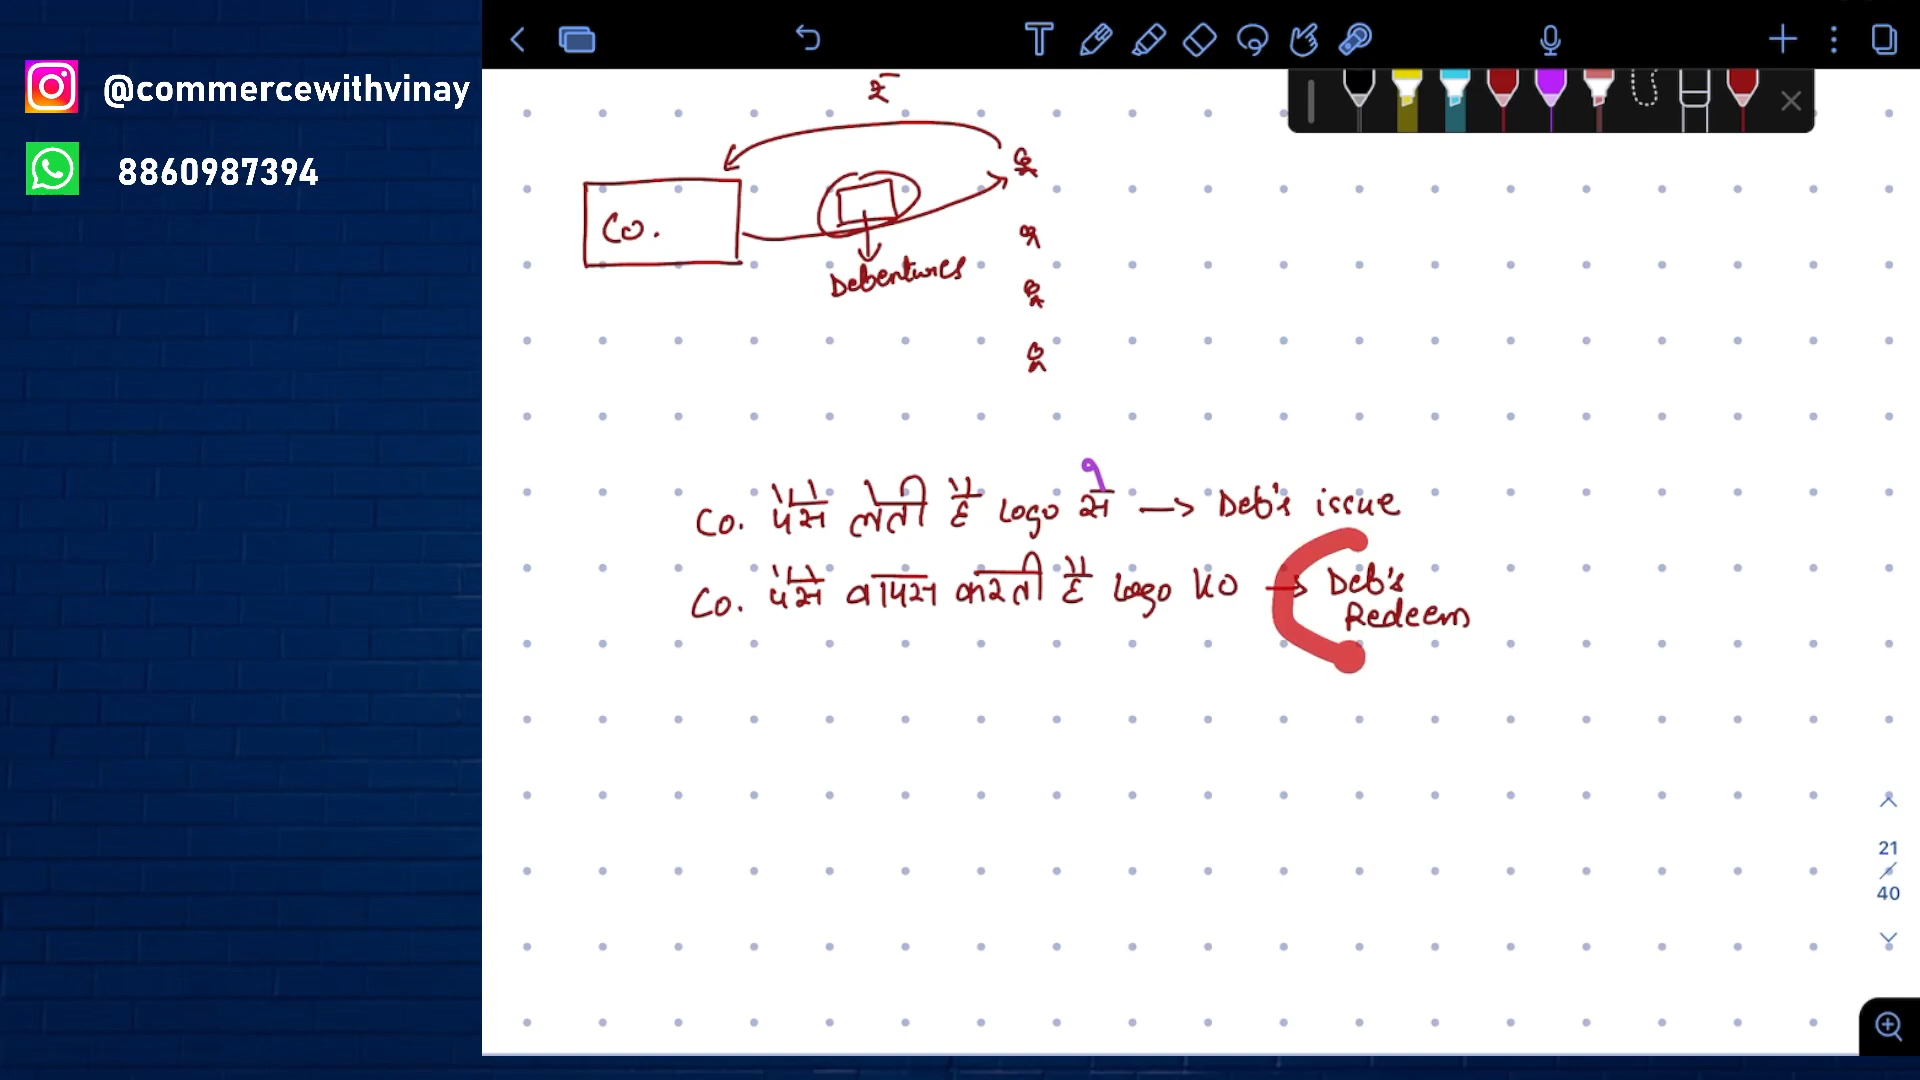 @commercewithvinay
8860987394
₹
Co.
Debentures
Co. पैसे लेती है logo से → Deb's issue
Co. पैसे वापस करती है logo ko → Deb's
Redeem
21
40